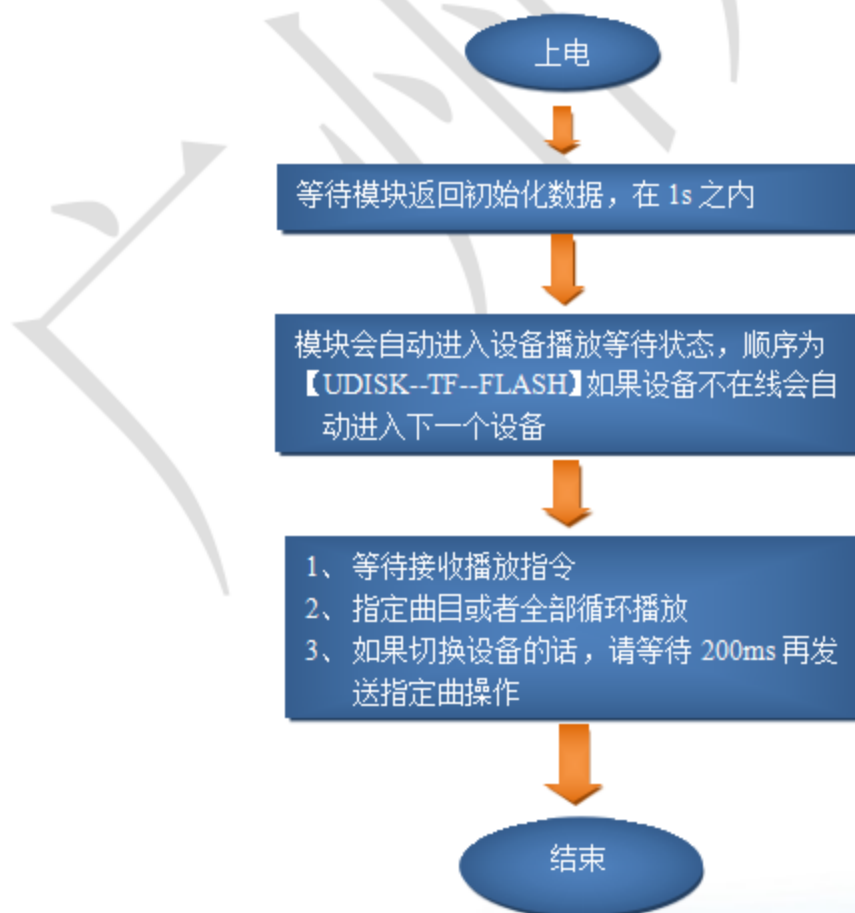 上电
等待模块返回初始化数据，在 1s 之内
模块会自动进入设备播放等待状态，顺序为
【UDISK--TF--FLASH】如果设备不在线会自
动进入下一个设备
1、 等待接收播放指令
2、 指定曲目或者全部循环播放
3、 如果切换设备的话，请等待 200ms 再发
送指定曲操作
结束